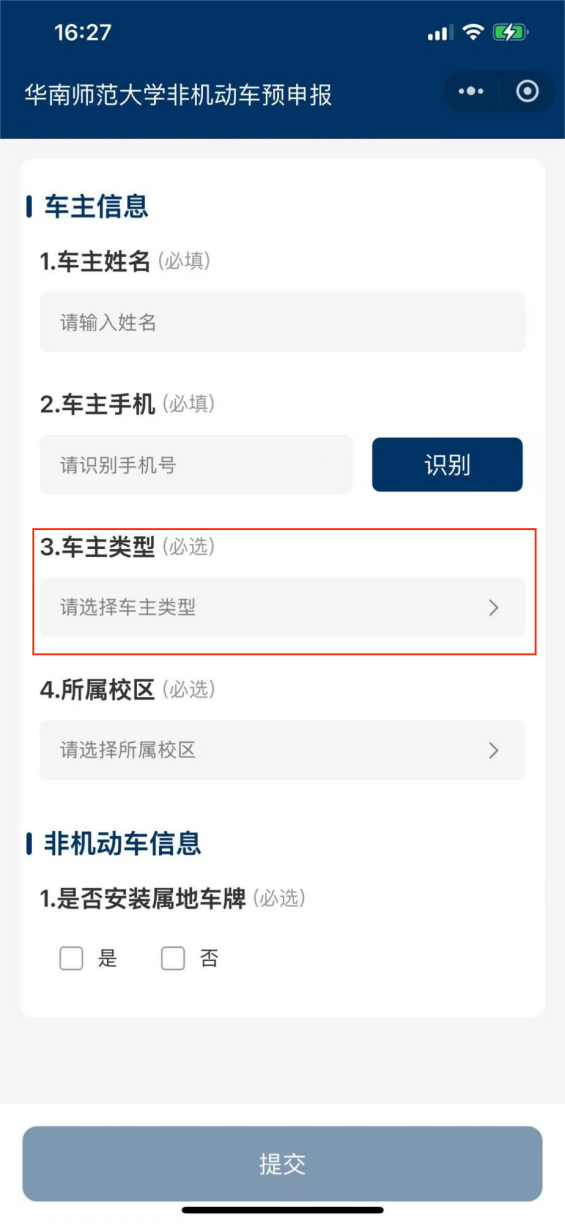 16:27
华南师范大学非机动车预申报
车主信息
1.车主姓名 (必填)
请输入姓名
2.车主手机 (必填)
请识别手机号
识别
3.车主类型 (必选)
请选择车主类型
4.所属校区 (必选)
请选择所属校区
非机动车信息
1.是否安装属地车牌 (必选)
是 否
提交